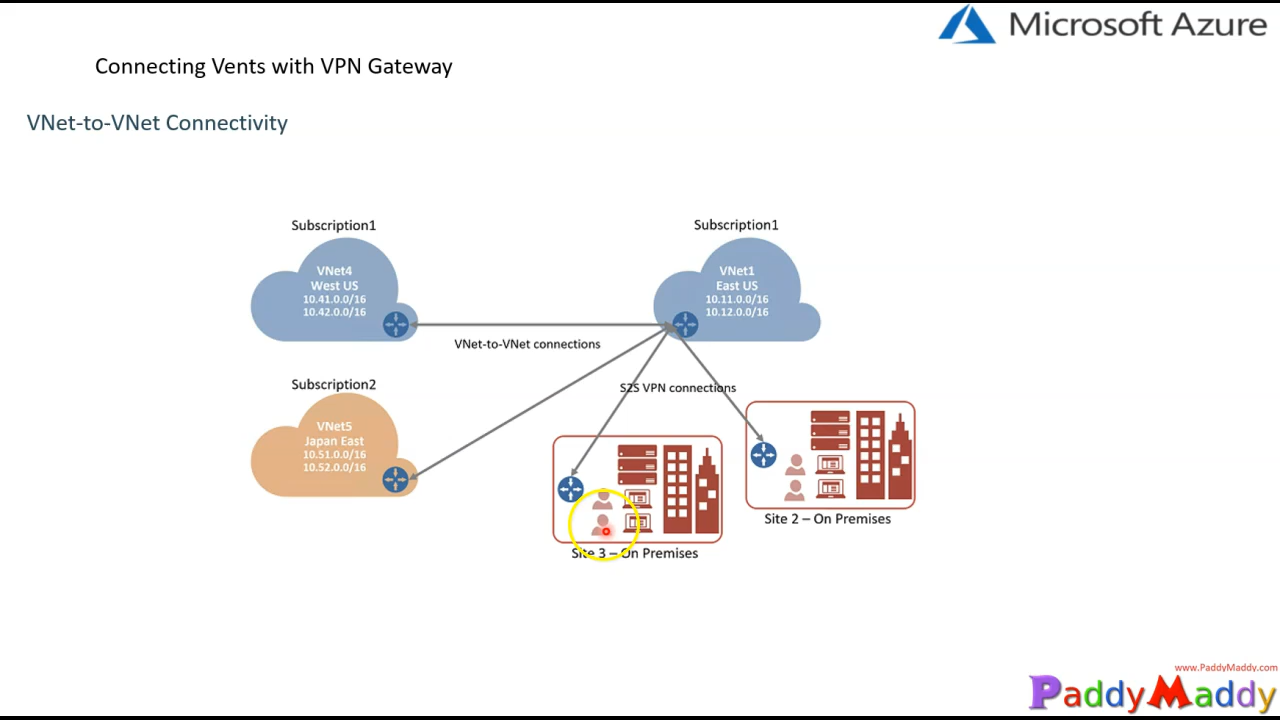 Microsoft Azure
Connecting Vents with VPN Gateway
VNet-to-VNet Connectivity
Subscription1
VNet4
West US
10.41.0.0/16
10.42.0.0/16
Subscription1
VNet1
East US
10.11.0.0/16
10.12.0.0/16
VNet-to-VNet connections
Subscription2
VNet5
Japan East
10.51.0.0/16
10.52.0.0/16
S2S VPN connections
Site 2 – On Premises
Site 3 – On Premises
www.PaddyMaddy.com
PaddyMaddy